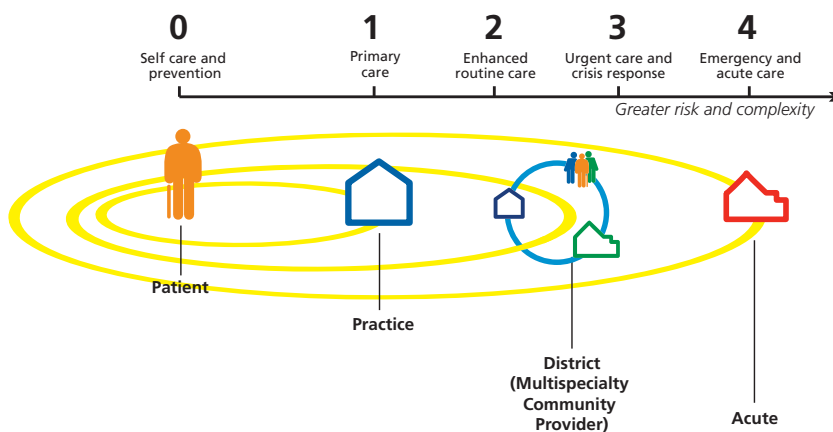 0
Self care and
prevention
1
Primary
care
2
Enhanced
routine care
3
Urgent care and
crisis response
4
Emergency and
acute care
Greater risk and complexity
Patient
Practice
District
(Multispecialty
Community
Provider)
Acute